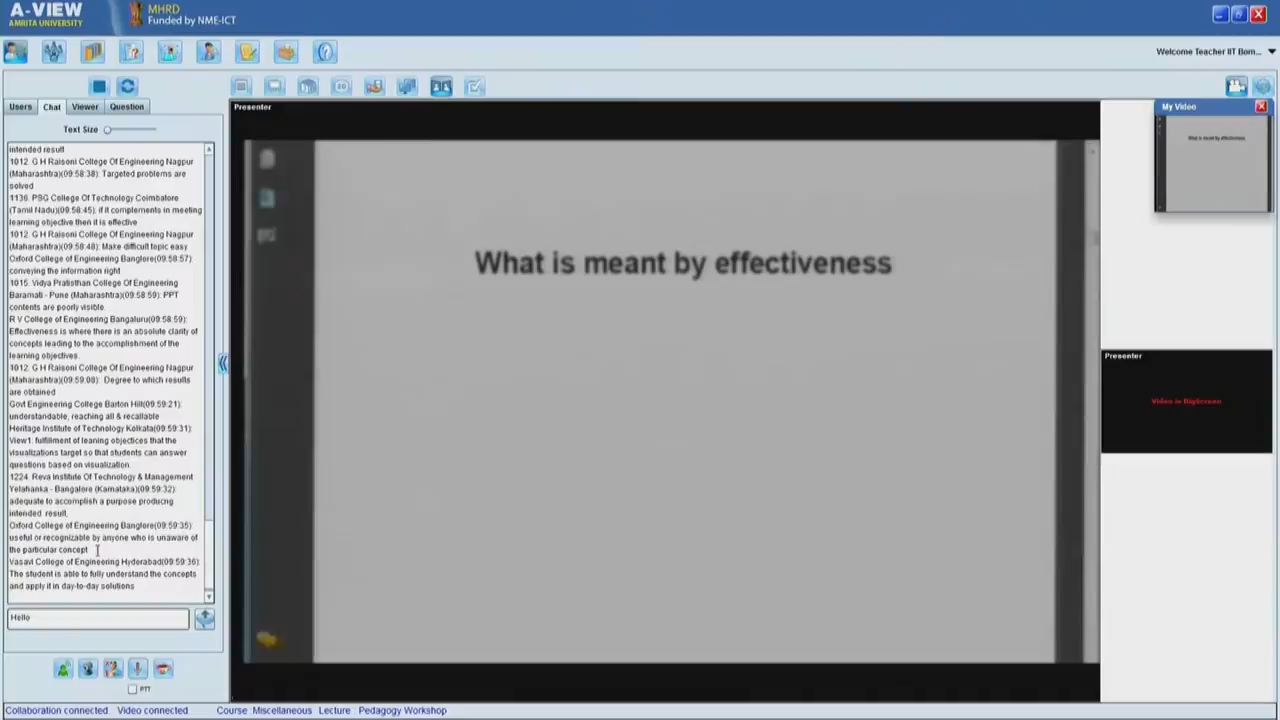 A-VIEW
AMRITA UNIVERSITY
MHRD
Funded by NME-ICT
Welcome Teacher IIT Bom...
Users Chat Viewer Question
Text Size
intended result
1012. G H Raisoni College Of Engineering Nagpur
(Maharashtra)(09:58:38): Targeted problems are
solved
1136. PSG College Of Technology Coimbatore
(Tamil Nadu)(09:58:45): if it complements in meeting
learning objective then it is effective
1012. G H Raisoni College Of Engineering Nagpur
(Maharashtra)(09:58:48): Make difficult topic easy
Oxford College of Engineering Banglore(09:58:57):
conveying the information right
1015. Vidya Pratisthan College Of Engineering
Baramati - Pune (Maharashtra)(09:58:59): PPT
contents are poorly visible.
R V College of Engineering Bangaluru(09:58:59):
Effectiveness is where there is an absolute clarity of
concepts leading to the accomplishment of the
learning objectives.
1012. G H Raisoni College Of Engineering Nagpur
(Maharashtra)(09:59:09): Degree to which results
are obtained
Govt Engineering College Barton Hill(09:59:21):
understandable, reaching all & recallable
Heritage Institute of Technology Kolkata(09:59:31):
View1: fulfillment of leaning objectices that the
visualizations target so that students can answer
questions based on visualization.
1224. Reva Institute Of Technology & Management
Yelahanka - Bangalore (Karnataka)(09:59:32):
adequate to accomplish a purpose producng
intended result,
Oxford College of Engineering Banglore(09:59:35):
useful or recognizable by anyone who is unaware of
the particular concept
Vasavi College of Engineering Hyderabad(09:59:36):
The student is able to fully understand the concepts
and apply it in day-to-day solutions
Hello
PTT
Presenter
What is meant by effectiveness
My Video
What is meant by effectiveness
Presenter
Video in BigScreen
Collaboration connected Video connected Course: Miscellaneous Lecture: Pedagogy Workshop